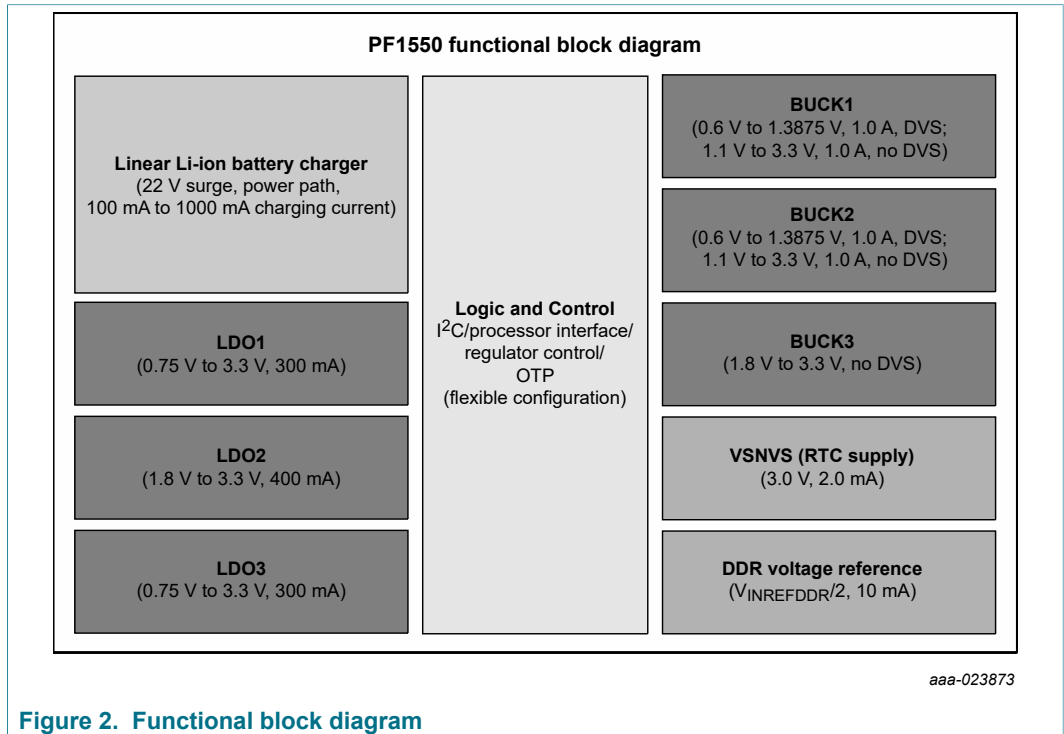 PF1550 functional block diagram
Linear Li-ion battery charger
(22 V surge, power path,
100 mA to 1000 mA charging current)
LDO1
(0.75 V to 3.3 V, 300 mA)
LDO2
(1.8 V to 3.3 V, 400 mA)
LDO3
(0.75 V to 3.3 V, 300 mA)
Logic and Control
I2C/processor interface/
regulator control/
OTP
(flexible configuration)
BUCK1
(0.6 V to 1.3875 V, 1.0 A, DVS;
1.1 V to 3.3 V, 1.0 A, no DVS)
BUCK2
(0.6 V to 1.3875 V, 1.0 A, DVS;
1.1 V to 3.3 V, 1.0 A, no DVS)
BUCK3
(1.8 V to 3.3 V, no DVS)
VSNVS (RTC supply)
(3.0 V, 2.0 mA)
DDR voltage reference
(VINREFDDR/2, 10 mA)
aaa-023873
Figure 2. Functional block diagram